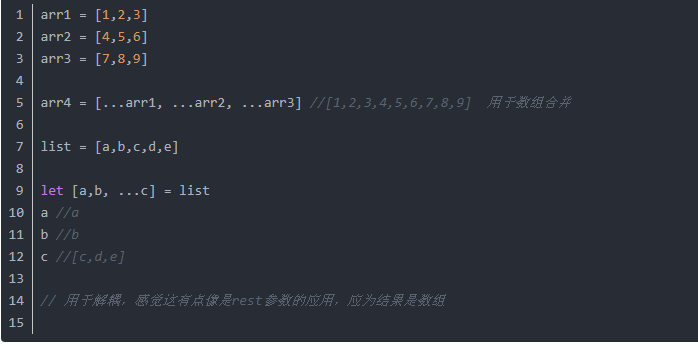 1 arr1 = [1,2,3]
2 arr2 = [4,5,6]
3 arr3 = [7,8,9]
4
5 arr4 = [...arr1, ...arr2, ...arr3] //[1,2,3,4,5,6,7,8,9]  用于数组合并
6
7 list = [a,b,c,d,e]
8
9 let [a,b, ...c] = list
10 a //a
11 b //b
12 c //[c,d,e]
13
14 // 用于解耦，感觉这有点像是rest参数的应用，应为结果是数组
15